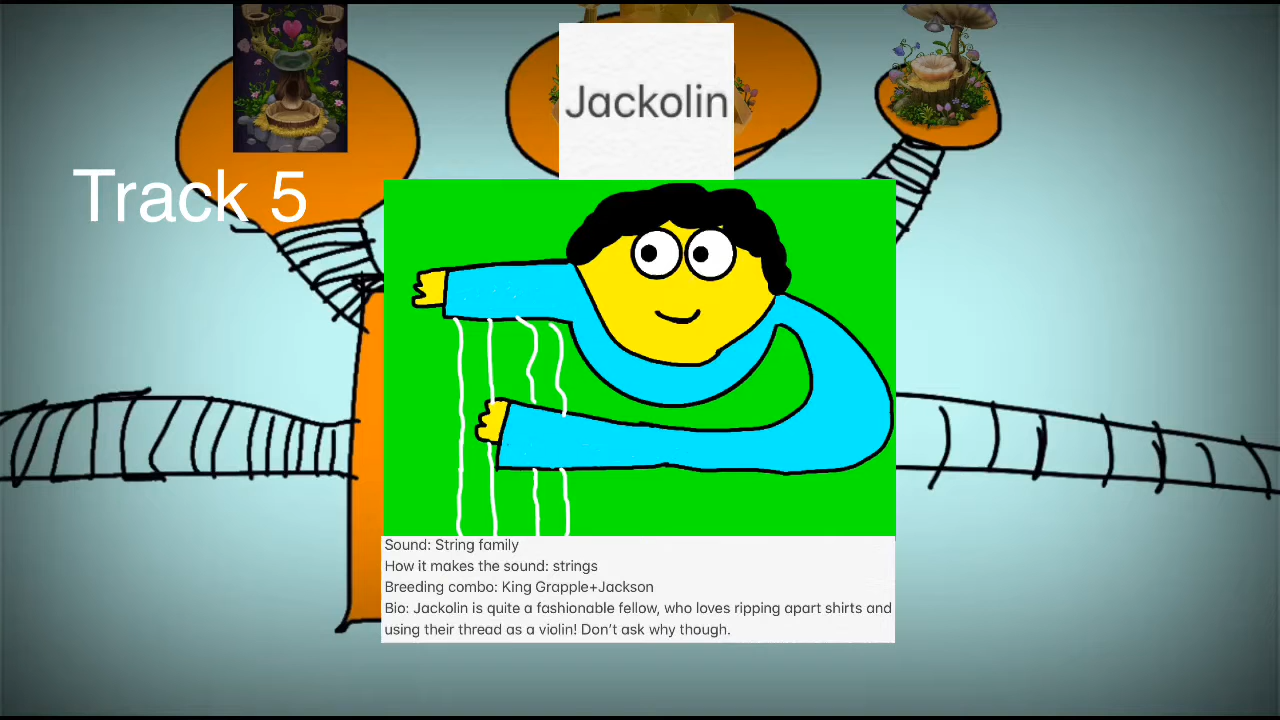 Jackolin
Track 5
Sound: String family
How it makes the sound: strings
Breeding combo: King Grapple+Jackson
Bio: Jackolin is quite a fashionable fellow, who loves ripping apart shirts and
using their thread as a violin! Don’t ask why though.